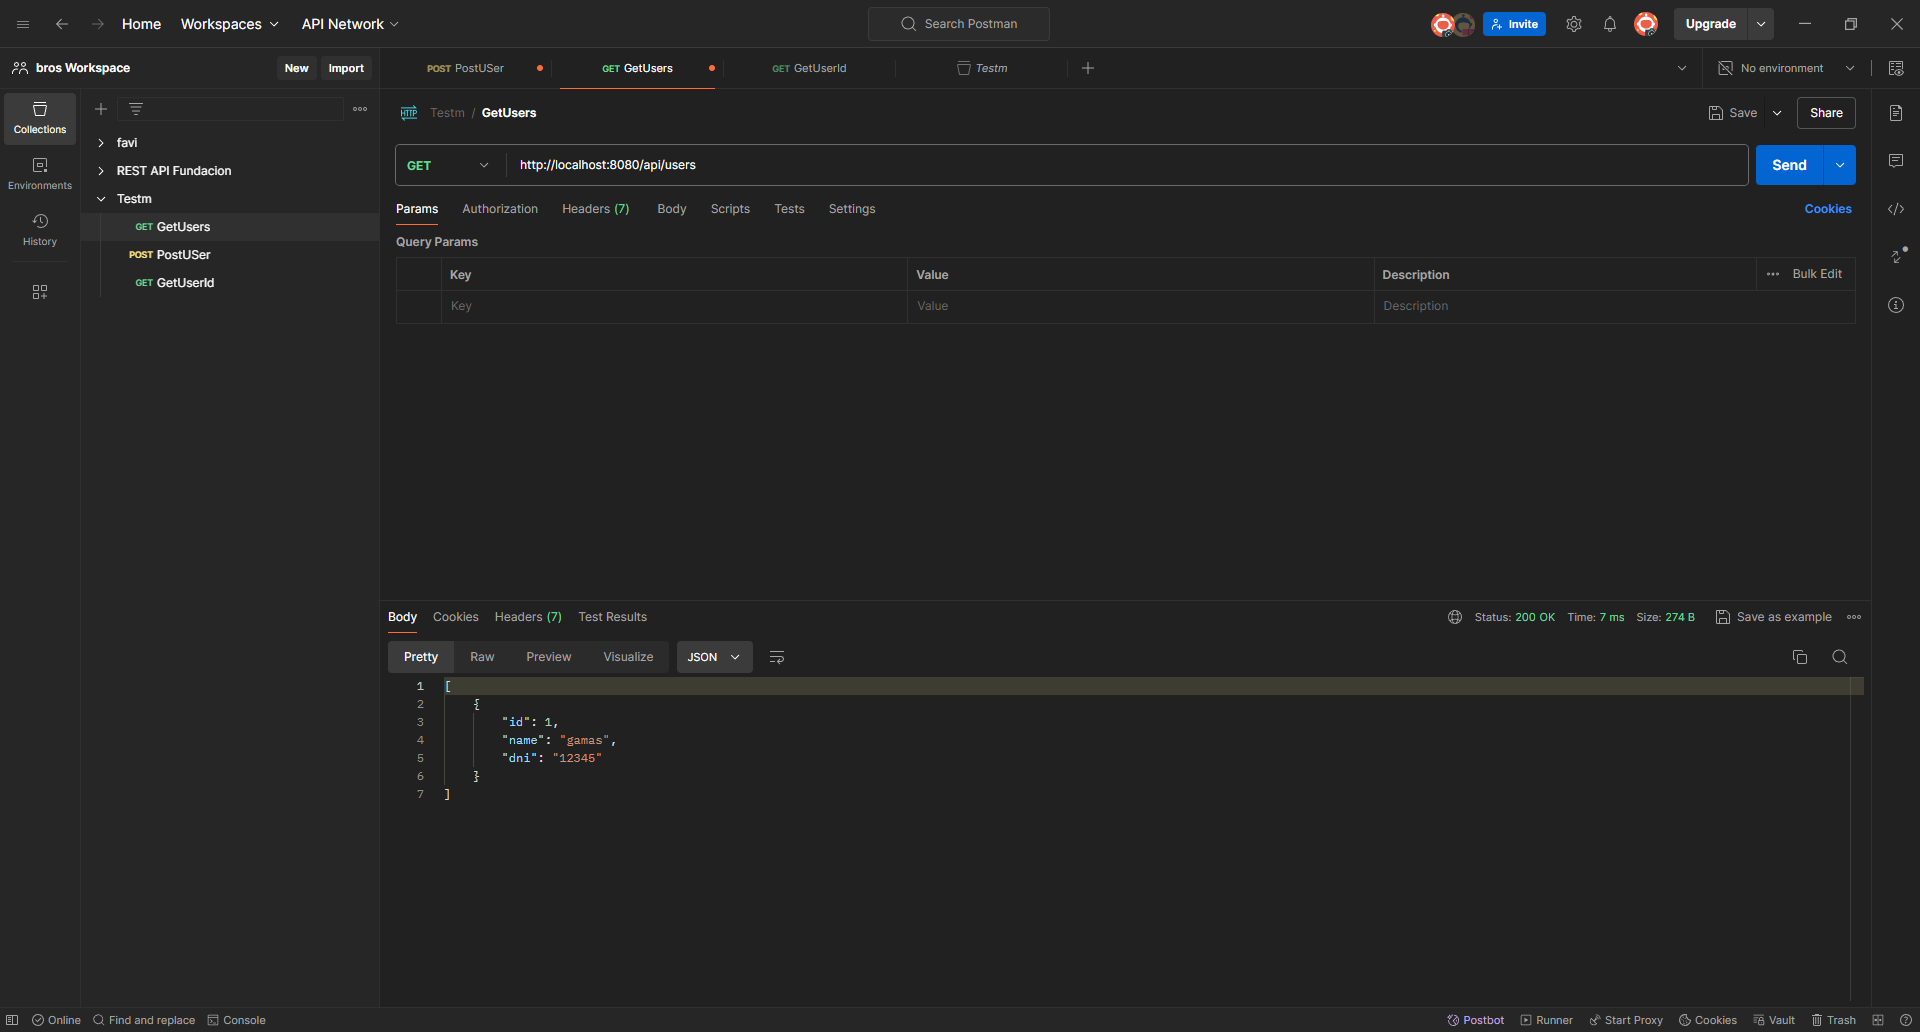 Home Workspaces API Network Search Postman Invite Upgrade
bros Workspace New Import POST PostUSer GET GetUsers GET GetUserId Testm No environment
Collections
Environments
History
favi
REST API Fundacion
Testm
GET GetUsers
POST PostUSer
GET GetUserId
HTTP Testm / GetUsers Save Share
GET http://localhost:8080/api/users Send
Params Authorization Headers (7) Body Scripts Tests Settings Cookies
Query Params
Key Value Description ••• Bulk Edit
Key Value Description
Body Cookies Headers (7) Test Results Status: 200 OK Time: 7 ms Size: 274 B Save as example
Pretty Raw Preview Visualize JSON
1 [
2 {
3 "id": 1,
4 "name": "gamas",
5 "dni": "12345"
6 }
7 ]
Online Find and replace Console Postbot Runner Start Proxy Cookies Vault Trash